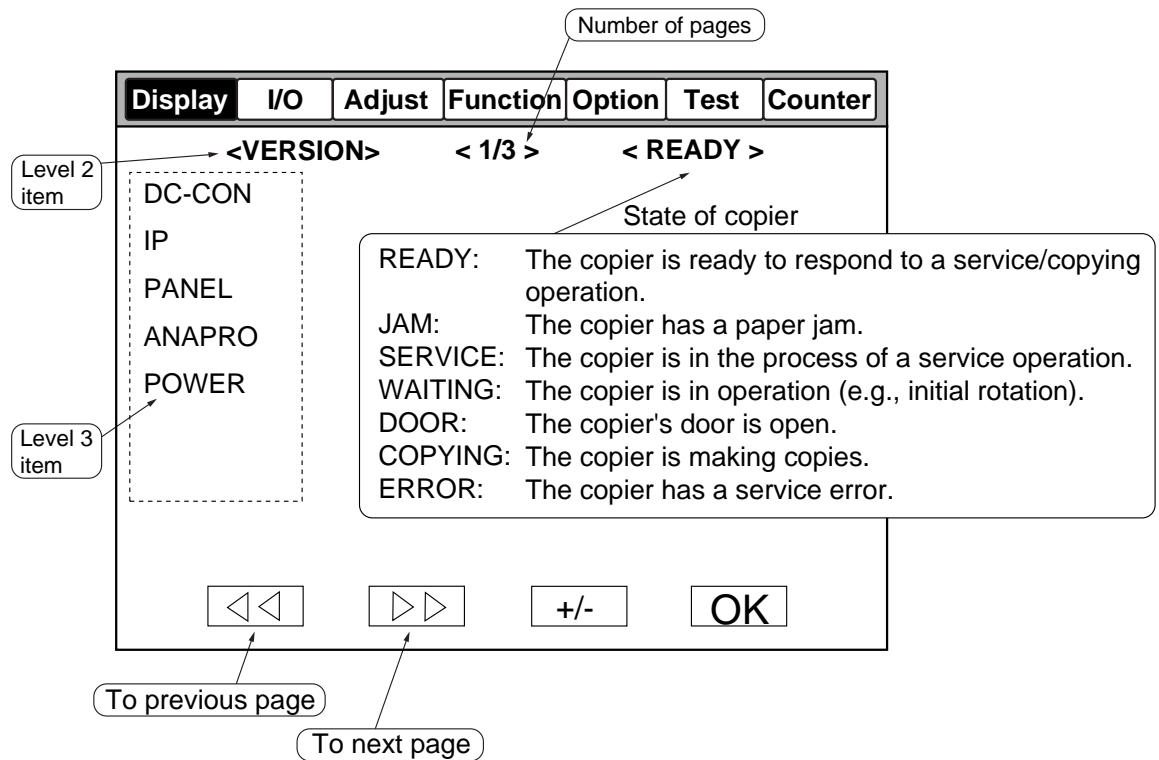 Number of pages
Display I/O Adjust Function Option Test Counter
<VERSION> < 1/3 > < READY >
Level 2
item
State of copier
DC-CON
IP
PANEL
ANAPRO
POWER
READY: The copier is ready to respond to a service/copying
operation.
JAM: The copier has a paper jam.
SERVICE: The copier is in the process of a service operation.
WAITING: The copier is in operation (e.g., initial rotation).
DOOR: The copier's door is open.
COPYING: The copier is making copies.
ERROR: The copier has a service error.
Level 3
item
+/- OK
To previous page
To next page